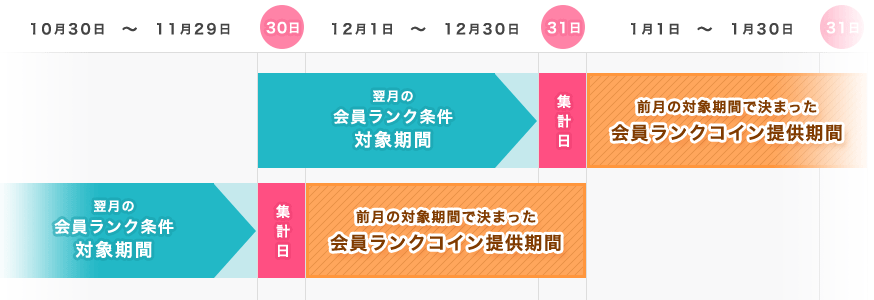 10月30日 ～ 11月29日 30日 12月1日 ～ 12月30日 31日 1月1日 ～ 1月30日 31日
翌月の
会員ランク条件
対象期間
集計日
前月の対象期間で決まった
会員ランクコイン提供期間
翌月の
会員ランク条件
対象期間
集計日
前月の対象期間で決まった
会員ランクコイン提供期間